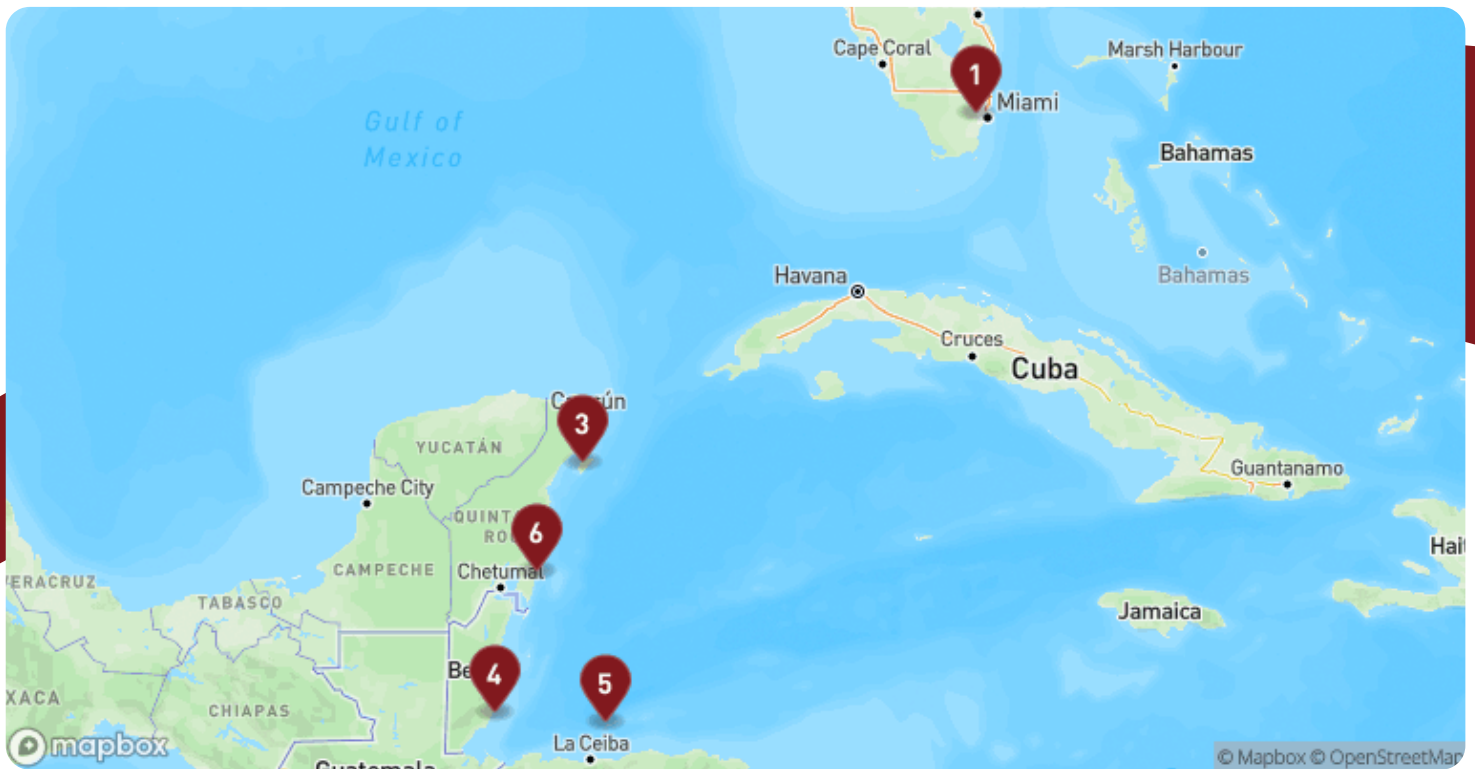 Cape Coral
Marsh Harbour
1
Miami
Gulf of
Mexico
Bahamas
Havana
Bahamas
Cruces
Cuba
3
YUCATÁN
Campeche City
Guantanamo
6
CAMPECHE
Chetumal
TABASCO
Jamaica
4
5
CHIAPAS
La Ceiba
mapbox
© Mapbox © OpenStreetMap